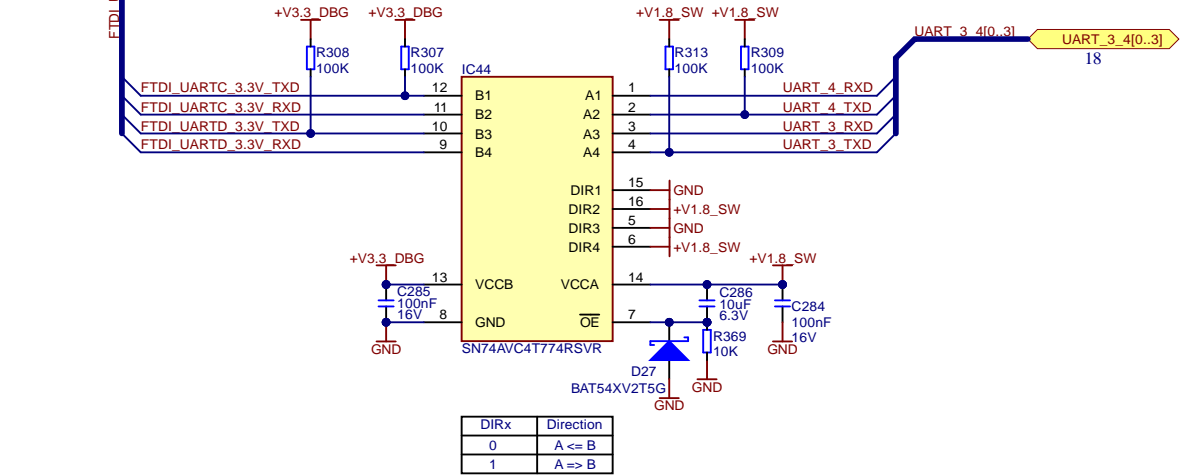 +V3.3_DBG +V3.3_DBG +V1.8_SW +V1.8_SW
FTDI_
UART_3_4[0..3] UART_3_4[0..3]
18
R308 R307 R313 R309
100K 100K 100K 100K
IC44
FTDI_UARTC_3.3V_TXD 12 B1 A1 1 UART_4_RXD
FTDI_UARTC_3.3V_RXD 11 B2 A2 2 UART_4_TXD
FTDI_UARTD_3.3V_TXD 10 B3 A3 3 UART_3_RXD
FTDI_UARTD_3.3V_RXD 9 B4 A4 4 UART_3_TXD
DIR1 15 GND
DIR2 16 +V1.8_SW
DIR3 5 GND
DIR4 6 +V1.8_SW
+V3.3_DBG +V1.8_SW
13 VCCB VCCA 14
C285
100nF
16V
C286
10uF
6.3V
C284
100nF
16V
8 GND OE 7
GND
R369
10K
GND
SN74AVC4T774RSVR
D27
BAT54XV2T5G
GND
GND
DIRx Direction
0 A <= B
1 A => B